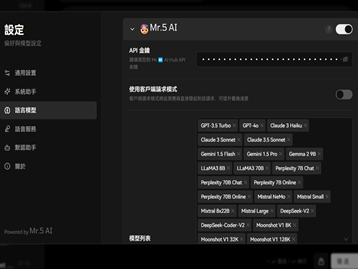 設定
偏好與模型設定
通用設置
系統助手
語言模型
語音服務
默認助手
關於
Powered by Mr.5 AI
Mr.5 AI
API 金鑰
使用客戶端請求模式
GPT-3.5 Turbo × GPT-4o × Claude 3 Haiku ×
Claude 3 Sonnet × Claude 3.5 Sonnet ×
Gemini 1.5 Flash × Gemini 1.5 Pro × Gemma 2 9B ×
LLaMA3 8B × LLaMA3 70B × Perplexity 7B Chat ×
Perplexity 70B Chat × Perplexity 7B Online ×
Perplexity 70B Online × Mistral NeMo × Mistral Small ×
Mixtral 8x22B × Mistral Large × DeepSeek-V2 ×
DeepSeek-Coder-V2 × Moonshot V1 8K ×
模型列表
Moonshot V1 32K × Moonshot V1 128K ×